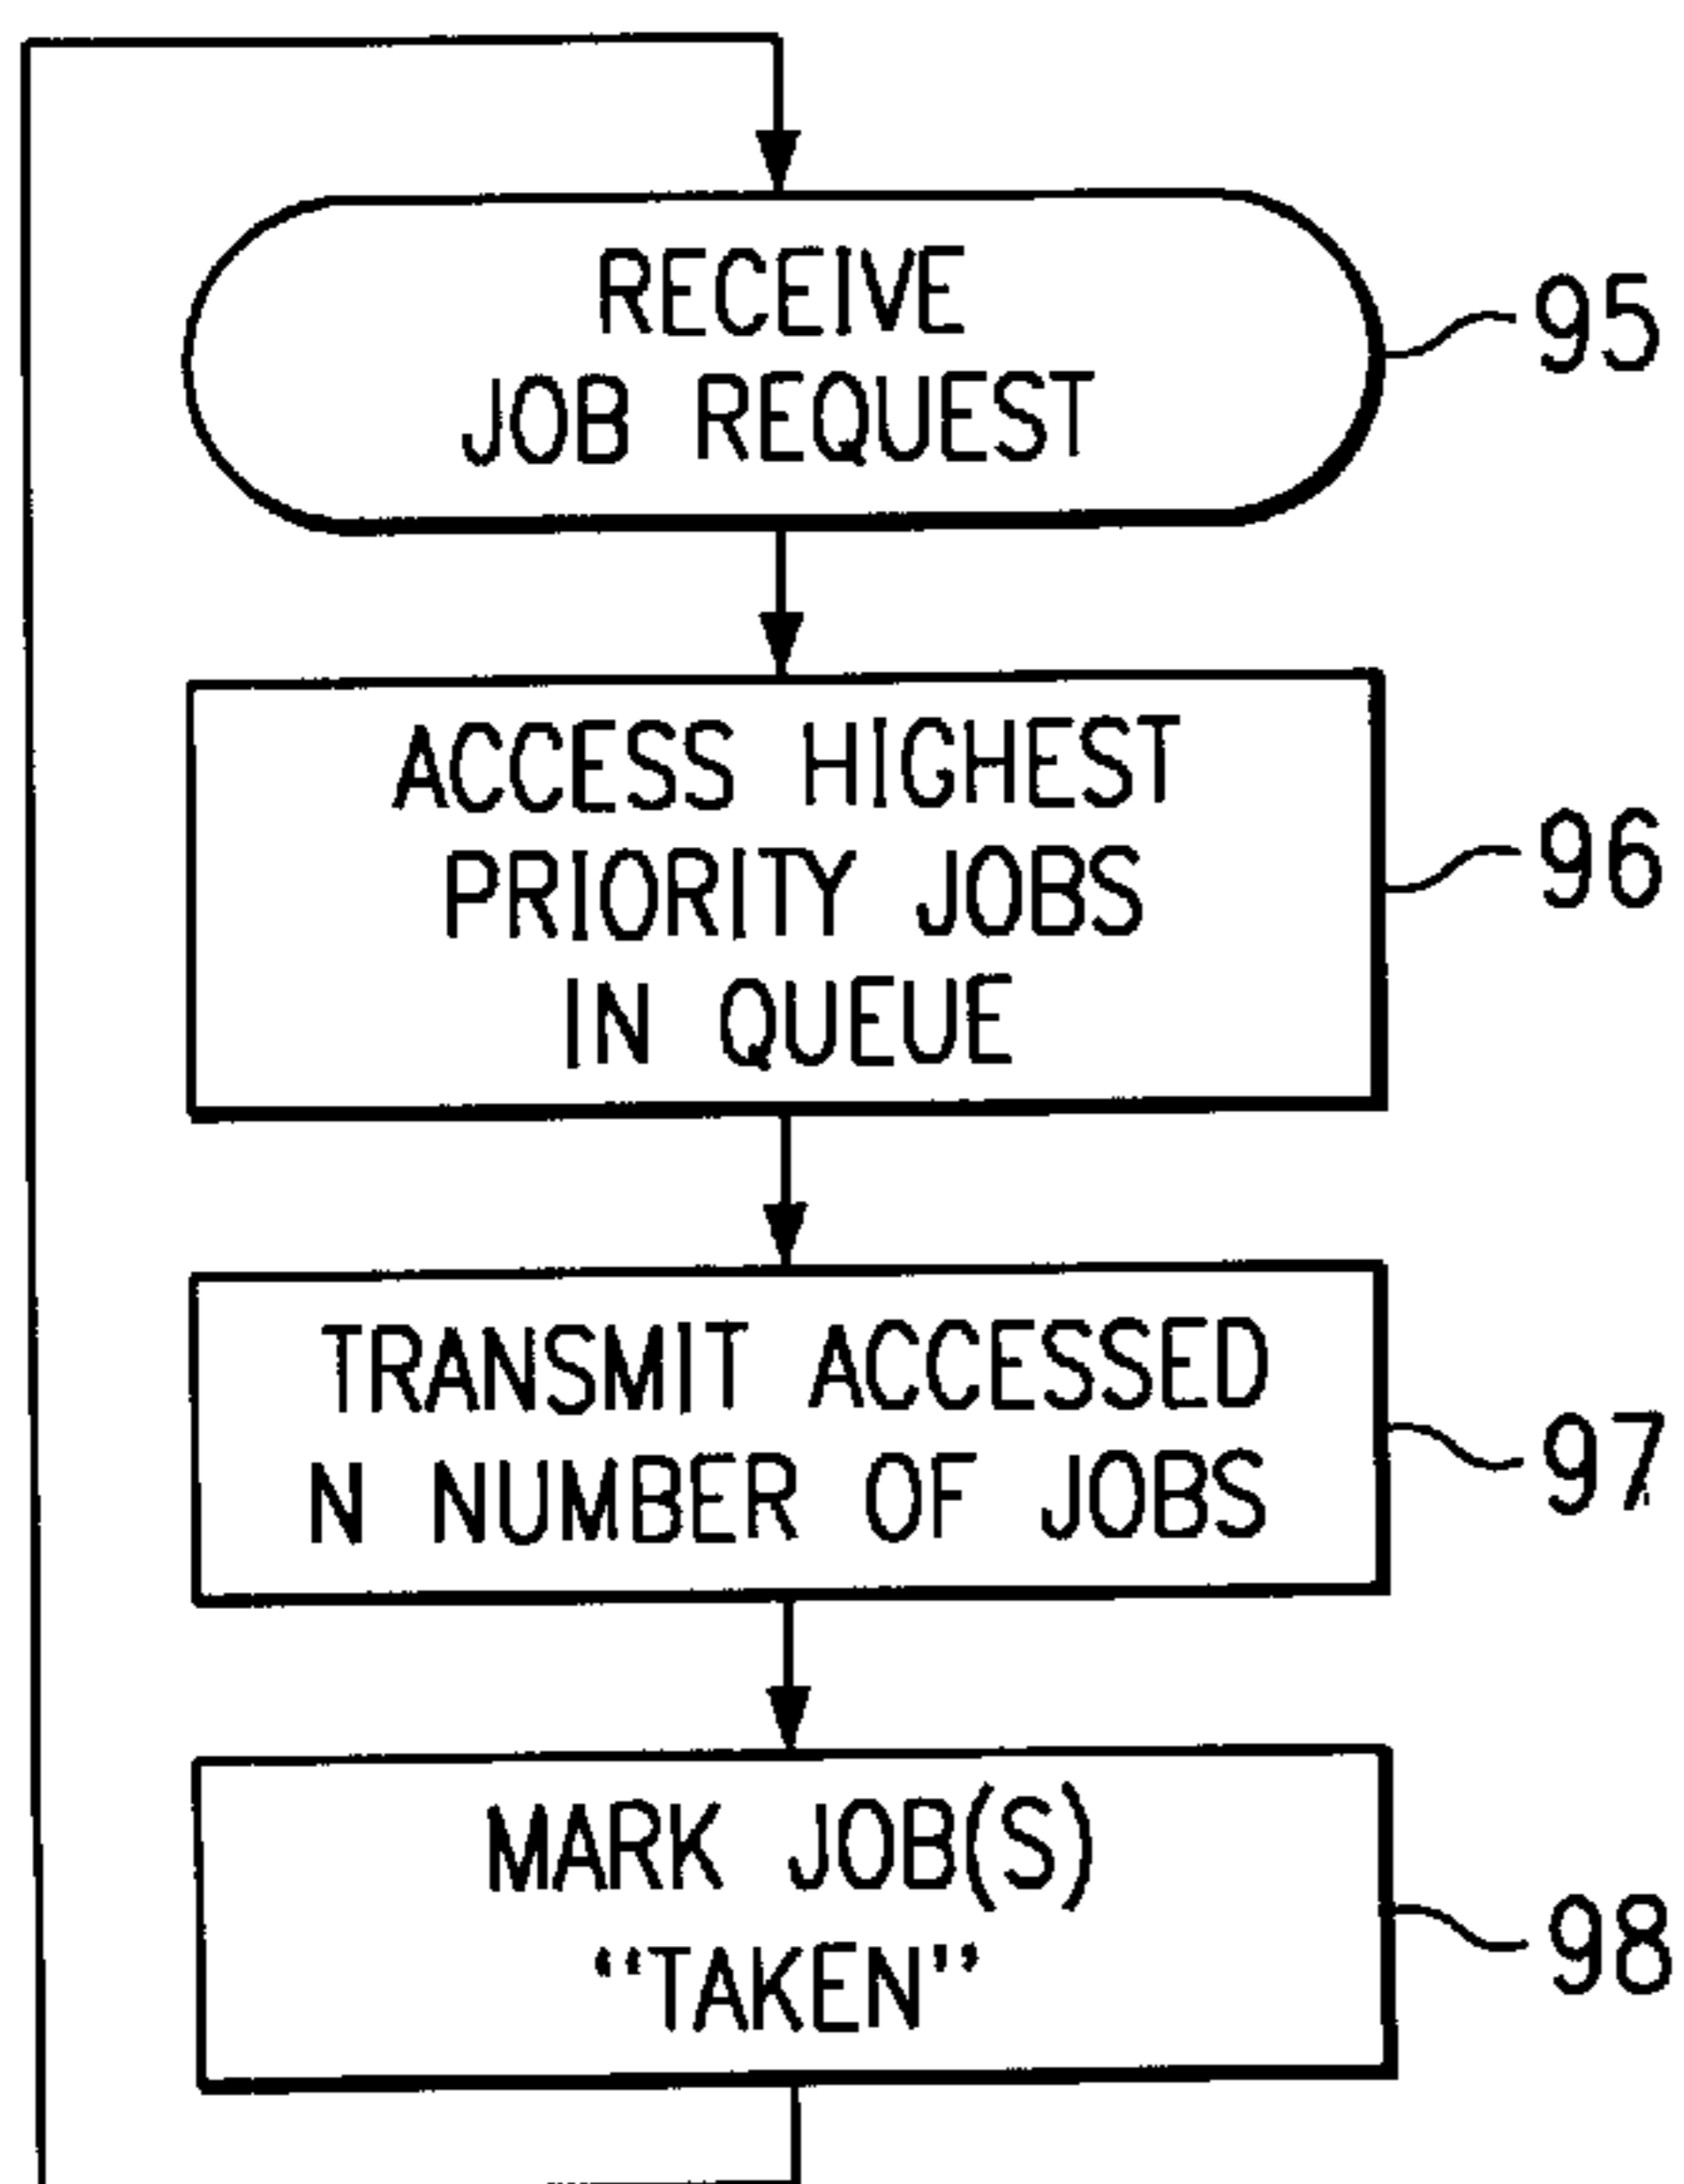 RECEIVE
JOB REQUEST
95
ACCESS HIGHEST
PRIORITY JOBS
IN QUEUE
96
TRANSMIT ACCESSED
N NUMBER OF JOBS
97
MARK JOB(S)
“TAKEN”
98